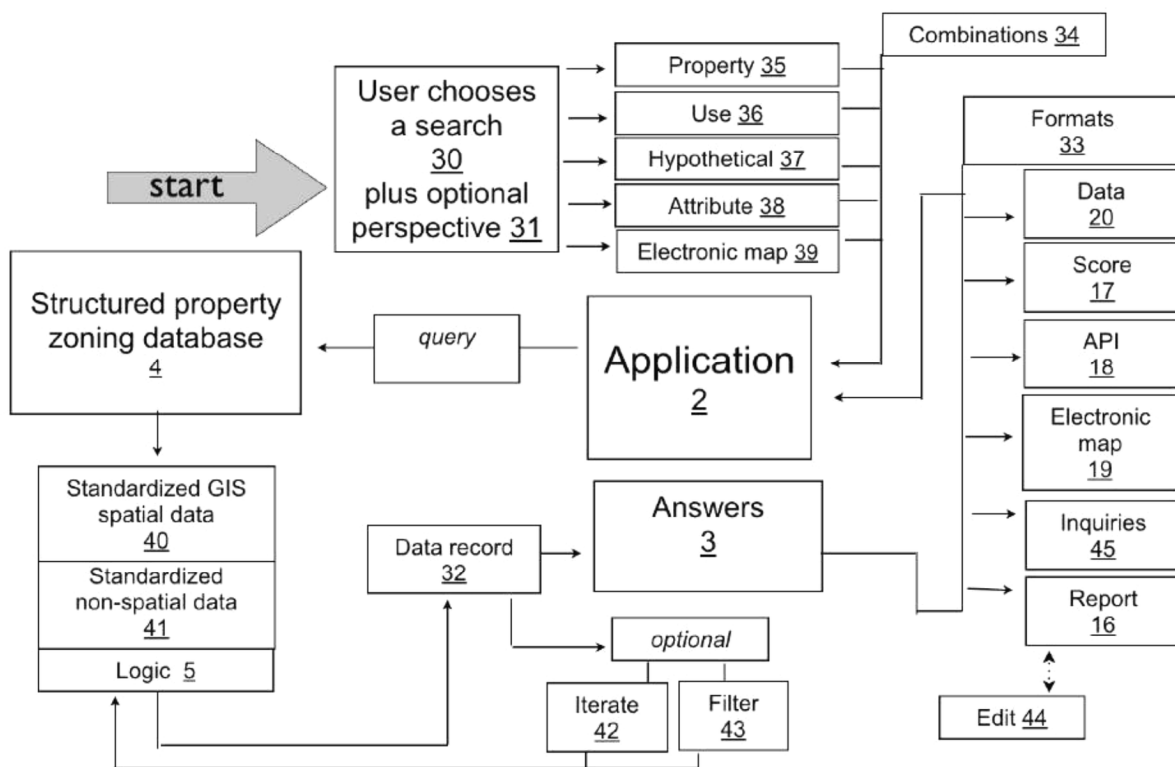 start
User chooses
a search
30
plus optional
perspective 31
Property 35
Use 36
Hypothetical 37
Attribute 38
Electronic map 39
Combinations 34
Formats
33
Data
20
Score
17
API
18
Electronic
map
19
Inquiries
45
Report
16
Edit 44
Structured property
zoning database
4
query
Application
2
Standardized GIS
spatial data
40
Standardized
non-spatial data
41
Logic 5
Data record
32
Answers
3
optional
Iterate
42
Filter
43